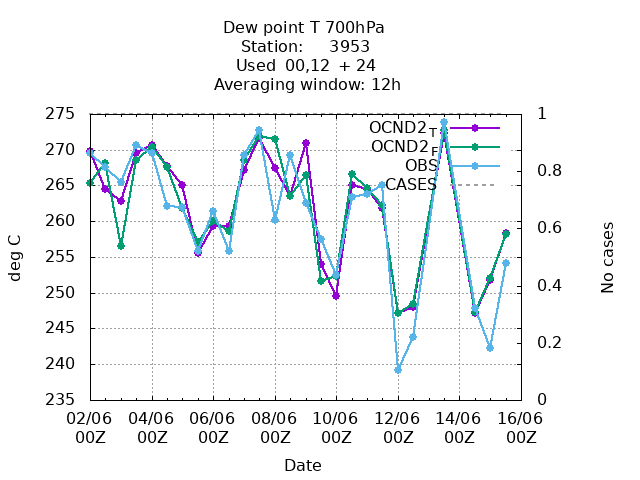 Dew point T 700hPa
Station: 3953
Used 00,12 + 24
Averaging window: 12h
275
270
265
260
255
250
245
240
235
1
0.8
0.6
0.4
0.2
0
OCND2_T
OCND2_F
OBS
CASES
deg C
No cases
02/06 04/06 06/06 08/06 10/06 12/06 14/06 16/06
00Z 00Z 00Z 00Z 00Z 00Z 00Z 00Z
Date